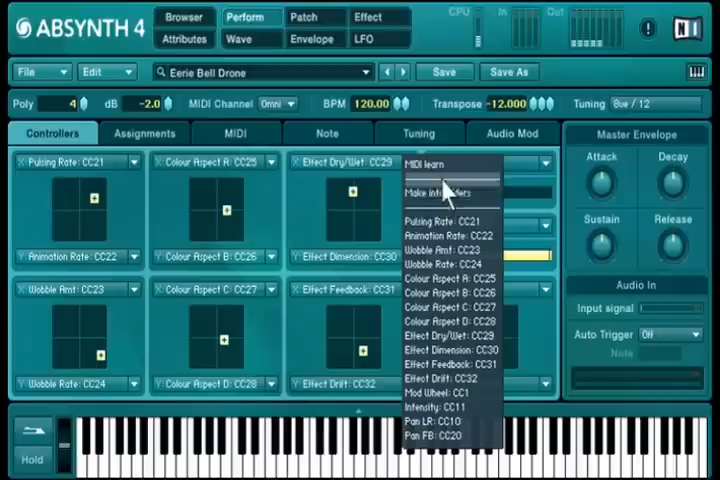 ABSYNTH 4
Browser
Attributes
Perform
Patch
Effect
Wave
Envelope
LFO
CPU
In
Out
!
NI
File
Edit
Eerie Bell Drone
Save
Save As
Poly 4
dB -2.0
MIDI Channel Omni
BPM 120.00
Transpose -12.000
Tuning 8ve / 12
Controllers
Assignments
MIDI
Note
Tuning
Audio Mod
Master Envelope
X: Pulsing Rate: CC21
X: Colour Aspect A: CC25
X: Effect Dry/Wet: CC29
Y: Animation Rate: CC22
Y: Colour Aspect B: CC26
Y: Effect Dimension: CC30
X: Wobble Amt: CC23
X: Colour Aspect C: CC27
X: Effect Feedback: CC31
Y: Wobble Rate: CC24
Y: Colour Aspect D: CC28
Y: Effect Drift: CC32
MIDI learn
Pulsing Rate: CC21
Animation Rate: CC22
Wobble Amt: CC23
Wobble Rate: CC24
Colour Aspect A: CC25
Colour Aspect B: CC26
Colour Aspect C: CC27
Colour Aspect D: CC28
Effect Dry/Wet: CC29
Effect Dimension: CC30
Effect Feedback: CC31
Effect Drift: CC32
Mod Wheel: CC1
Intensity: CC11
Pan LR: CC10
Pan FB: CC20
Attack
Decay
Sustain
Release
Audio In
Input signal
Auto Trigger Off
Note
Hold